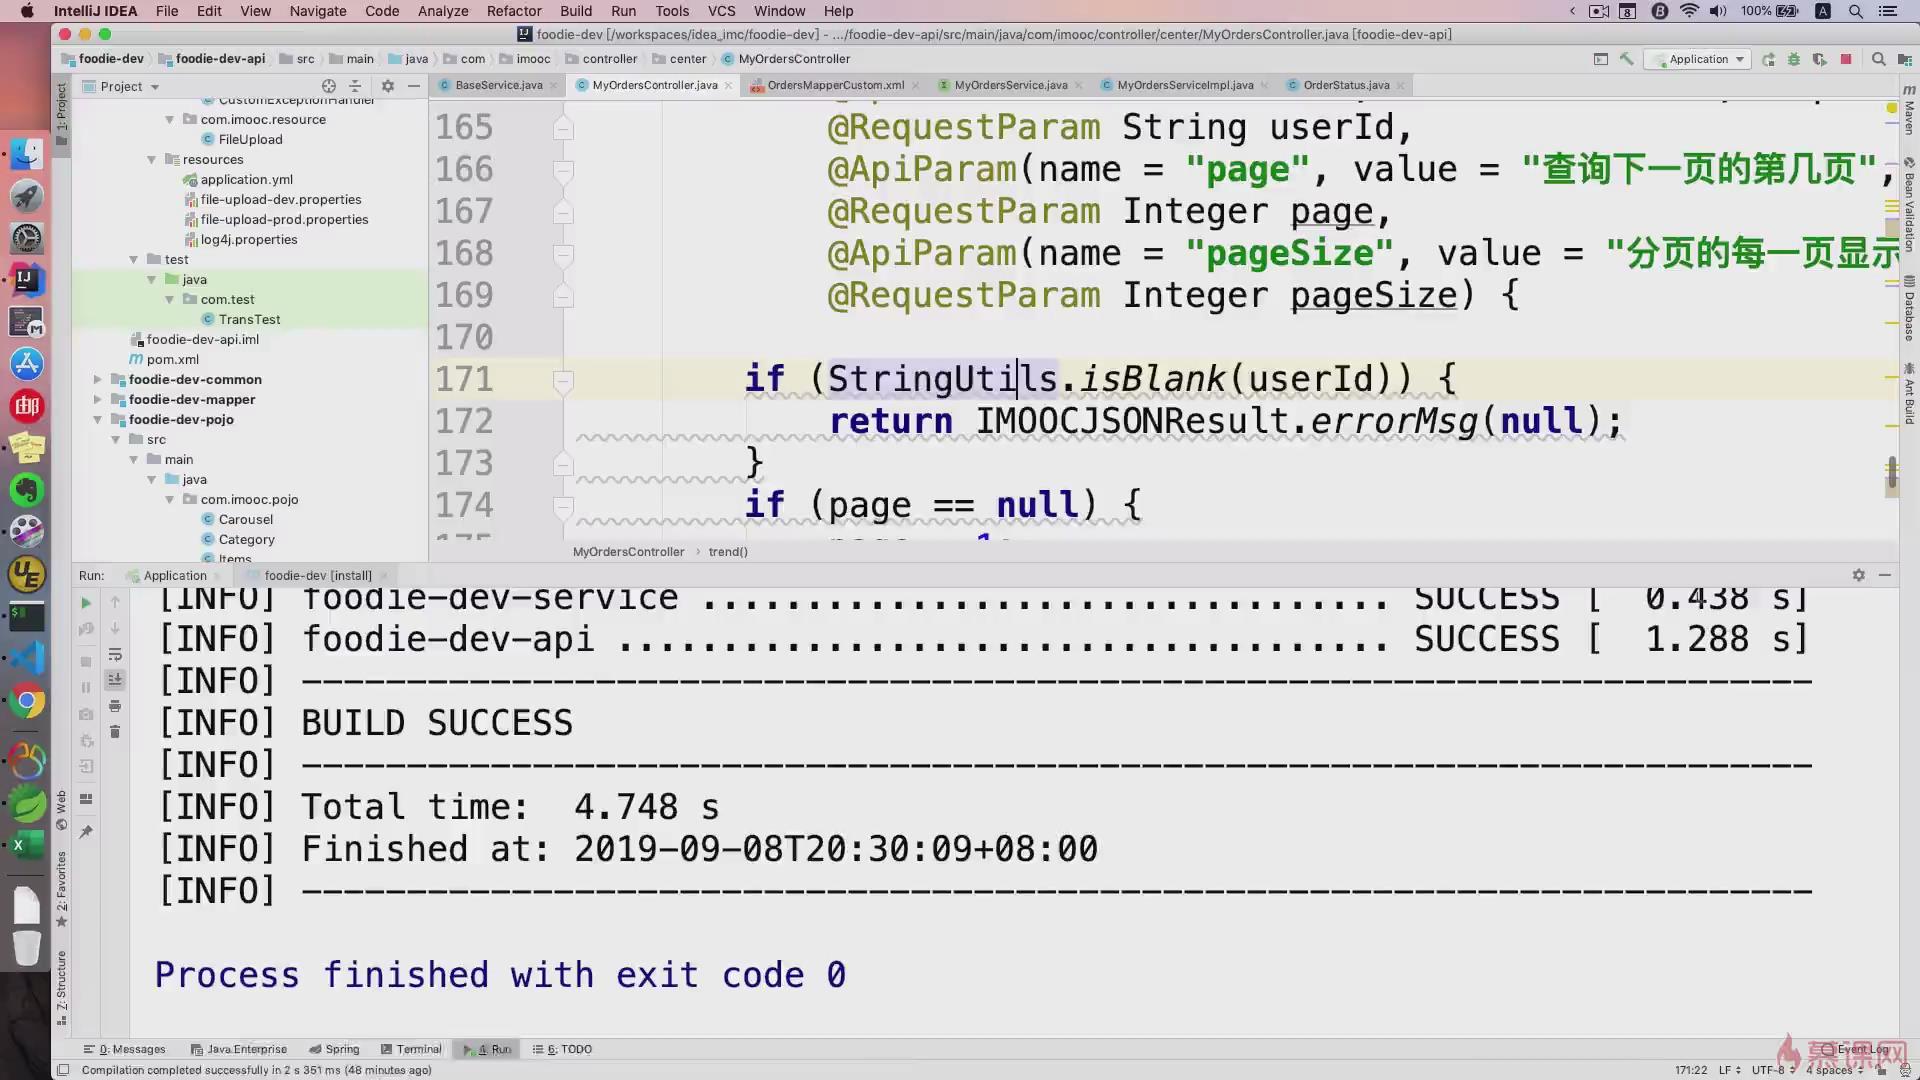 IntelliJ IDEA File Edit View Navigate Code Analyze Refactor Build Run Tools VCS Window Help 100%
foodie-dev [/workspaces/idea_imc/foodie-dev] - .../foodie-dev-api/src/main/java/com/imooc/controller/center/MyOrdersController.java [foodie-dev-api]
foodie-dev foodie-dev-api src main java com imooc controller center MyOrdersController Application
Project BaseService.java MyOrdersController.java OrdersMapperCustom.xml MyOrdersService.java MyOrdersServiceImpl.java OrderStatus.java
1: Project
CustomExceptionHandler
com.imooc.resource
FileUpload
resources
application.yml
file-upload-dev.properties
file-upload-prod.properties
log4j.properties
test
java
com.test
TransTest
foodie-dev-api.iml
pom.xml
foodie-dev-common
foodie-dev-mapper
foodie-dev-pojo
src
main
java
com.imooc.pojo
Carousel
Category
Items
165 @RequestParam String userId,
166 @ApiParam(name = "page", value = "查询下一页的第几页",
167 @RequestParam Integer page,
168 @ApiParam(name = "pageSize", value = "分页的每一页显示
169 @RequestParam Integer pageSize) {
170
171 if (StringUtils.isBlank(userId)) {
172 return IMOOCJSONResult.errorMsg(null);
173 }
174 if (page == null) {
MyOrdersController › trend()
Maven
Bean Validation
Database
Ant Build
Run: Application foodie-dev [install]
[INFO] foodie-dev-service ................................. SUCCESS [ 0.438 s]
[INFO] foodie-dev-api ..................................... SUCCESS [ 1.288 s]
[INFO] ------------------------------------------------------------------------
[INFO] BUILD SUCCESS
[INFO] ------------------------------------------------------------------------
[INFO] Total time: 4.748 s
[INFO] Finished at: 2019-09-08T20:30:09+08:00
[INFO] ------------------------------------------------------------------------
Process finished with exit code 0
Web
2: Favorites
Z: Structure
0: Messages Java Enterprise Spring Terminal 4: Run 6: TODO Event Log
慕课网
Compilation completed successfully in 2 s 351 ms (48 minutes ago) 171:22 LF UTF-8 4 spaces